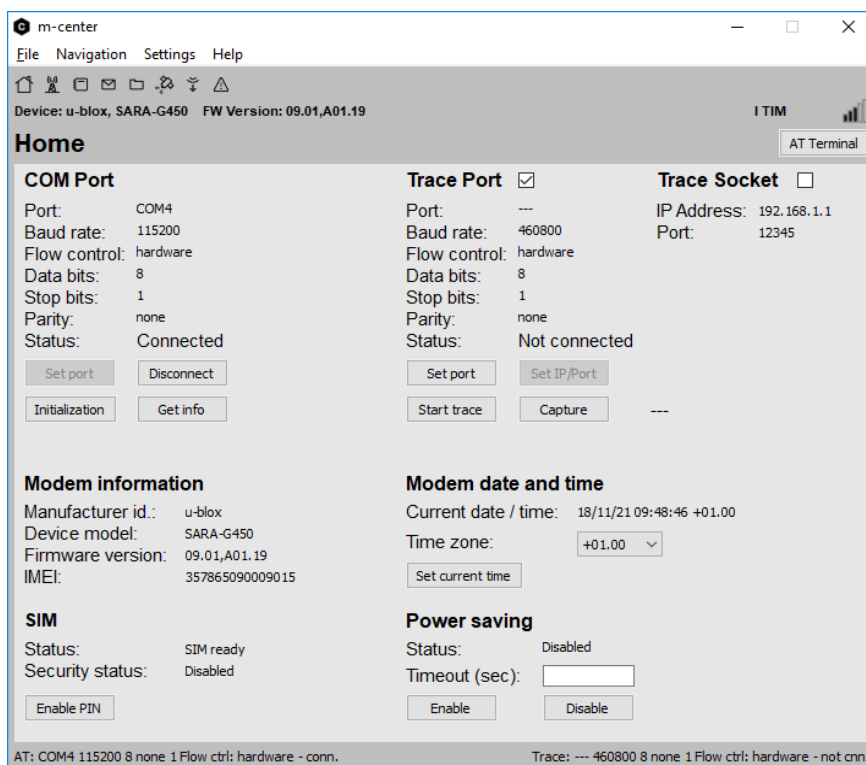 m-center
File Navigation Settings Help
Device: u-blox, SARA-G450 FW Version: 09.01,A01.19
I TIM
Home
AT Terminal
COM Port
Port: COM4
Baud rate: 115200
Flow control: hardware
Data bits: 8
Stop bits: 1
Parity: none
Status: Connected
Set port Disconnect
Initialization Get info
Trace Port
Port: ---
Baud rate: 460800
Flow control: hardware
Data bits: 8
Stop bits: 1
Parity: none
Status: Not connected
Set port Set IP/Port
Start trace Capture ---
Trace Socket
IP Address: 192.168.1.1
Port: 12345
Modem information
Manufacturer id.: u-blox
Device model: SARA-G450
Firmware version: 09.01,A01.19
IMEI: 357865090009015
Modem date and time
Current date / time: 18/11/21 09:48:46 +01.00
Time zone: +01.00
Set current time
SIM
Status: SIM ready
Security status: Disabled
Enable PIN
Power saving
Status: Disabled
Timeout (sec):
Enable Disable
AT: COM4 115200 8 none 1 Flow ctrl: hardware - conn.
Trace: --- 460800 8 none 1 Flow ctrl: hardware - not cnn